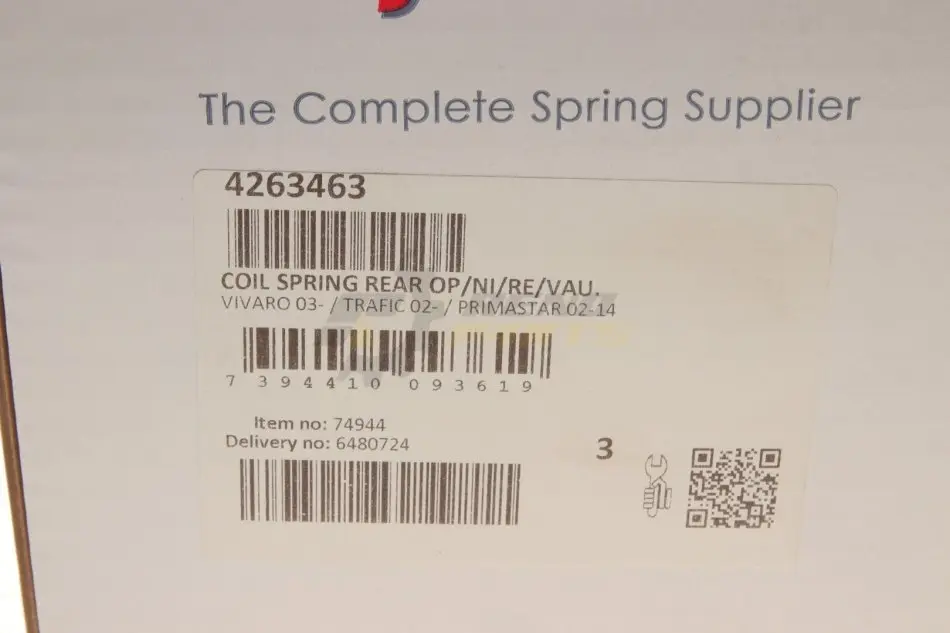 The Complete Spring Supplier
4263463
COIL SPRING REAR OP/NI/RE/VAU.
VIVARO 03- / TRAFIC 02- / PRIMASTAR 02-14
7 394410 093619
Item no: 74944
Delivery no: 6480724
3